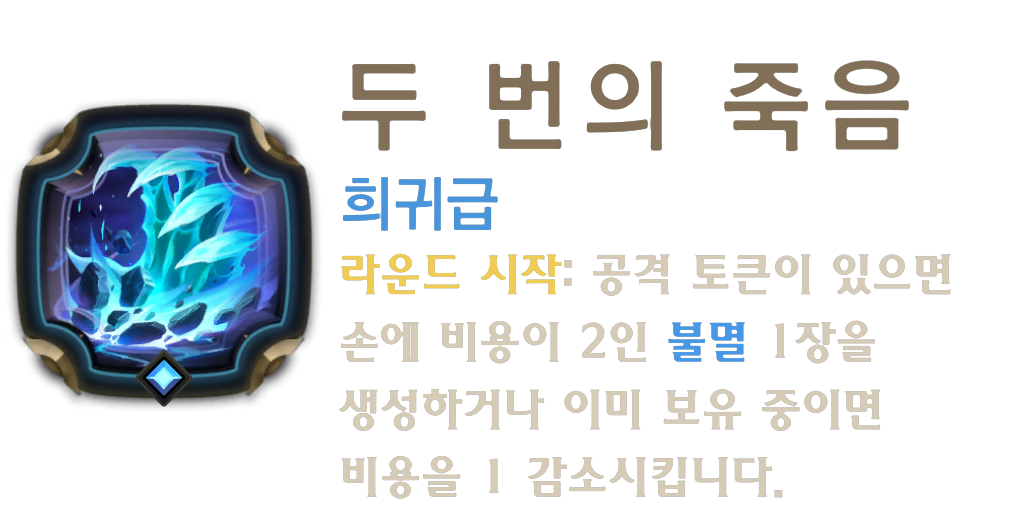 두 번의 죽음
희귀급
라운드 시작: 공격 토큰이 있으면
손에 비용이 2인 불멸 1장을
생성하거나 이미 보유 중이면
비용을 1 감소시킵니다.